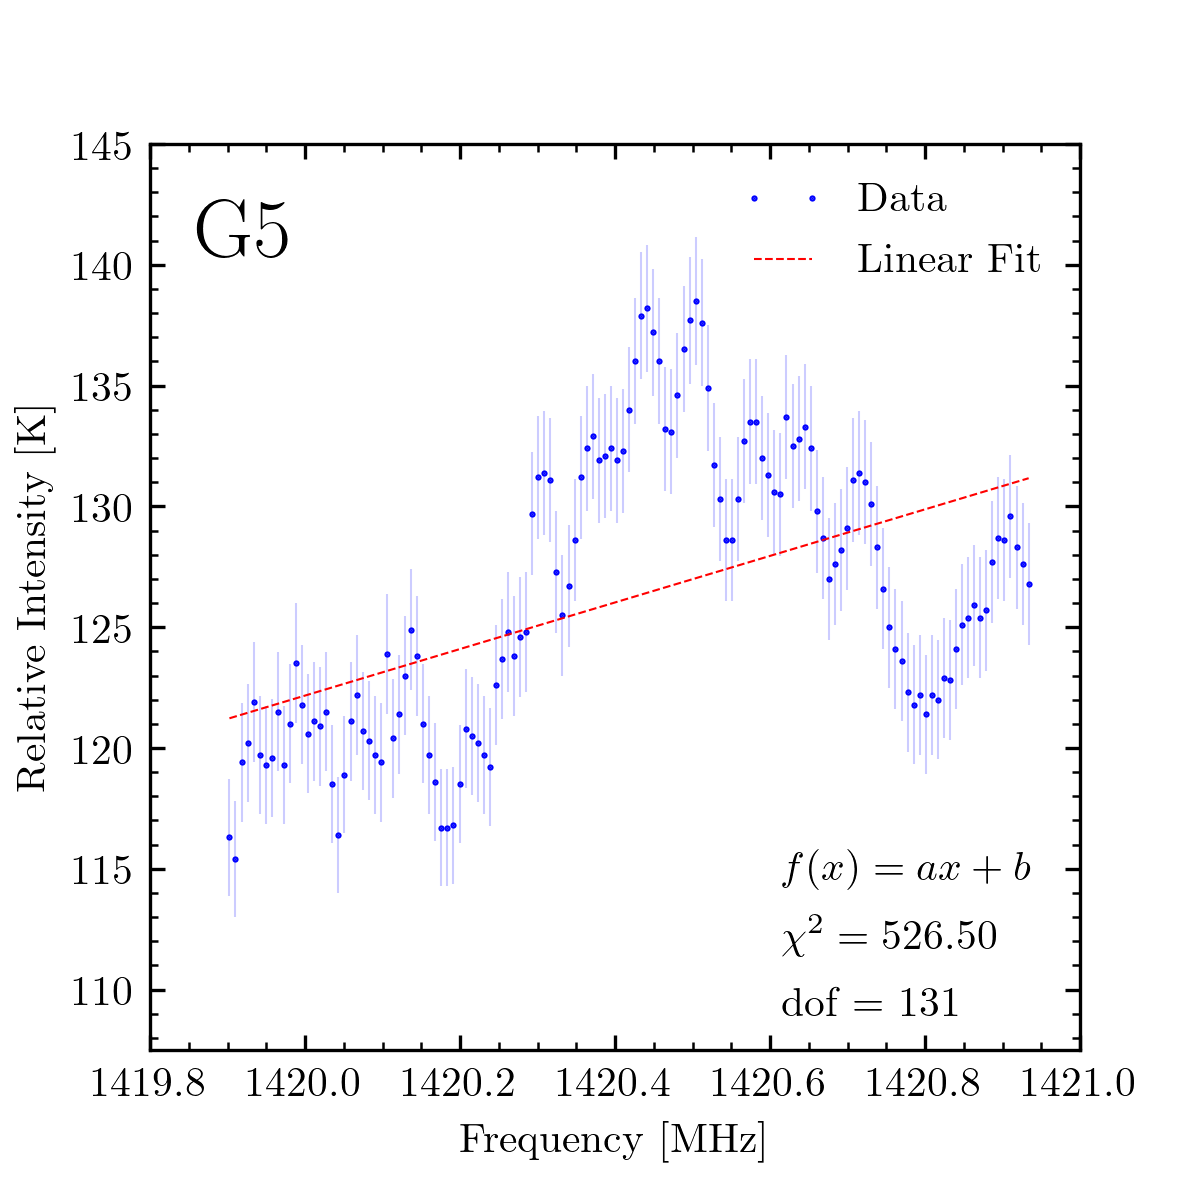 G5
Data
Linear Fit
145
140
135
130
125
120
115
110
Relative Intensity [K]
f(x) = ax + b
χ² = 526.50
dof = 131
1419.8 1420.0 1420.2 1420.4 1420.6 1420.8 1421.0
Frequency [MHz]